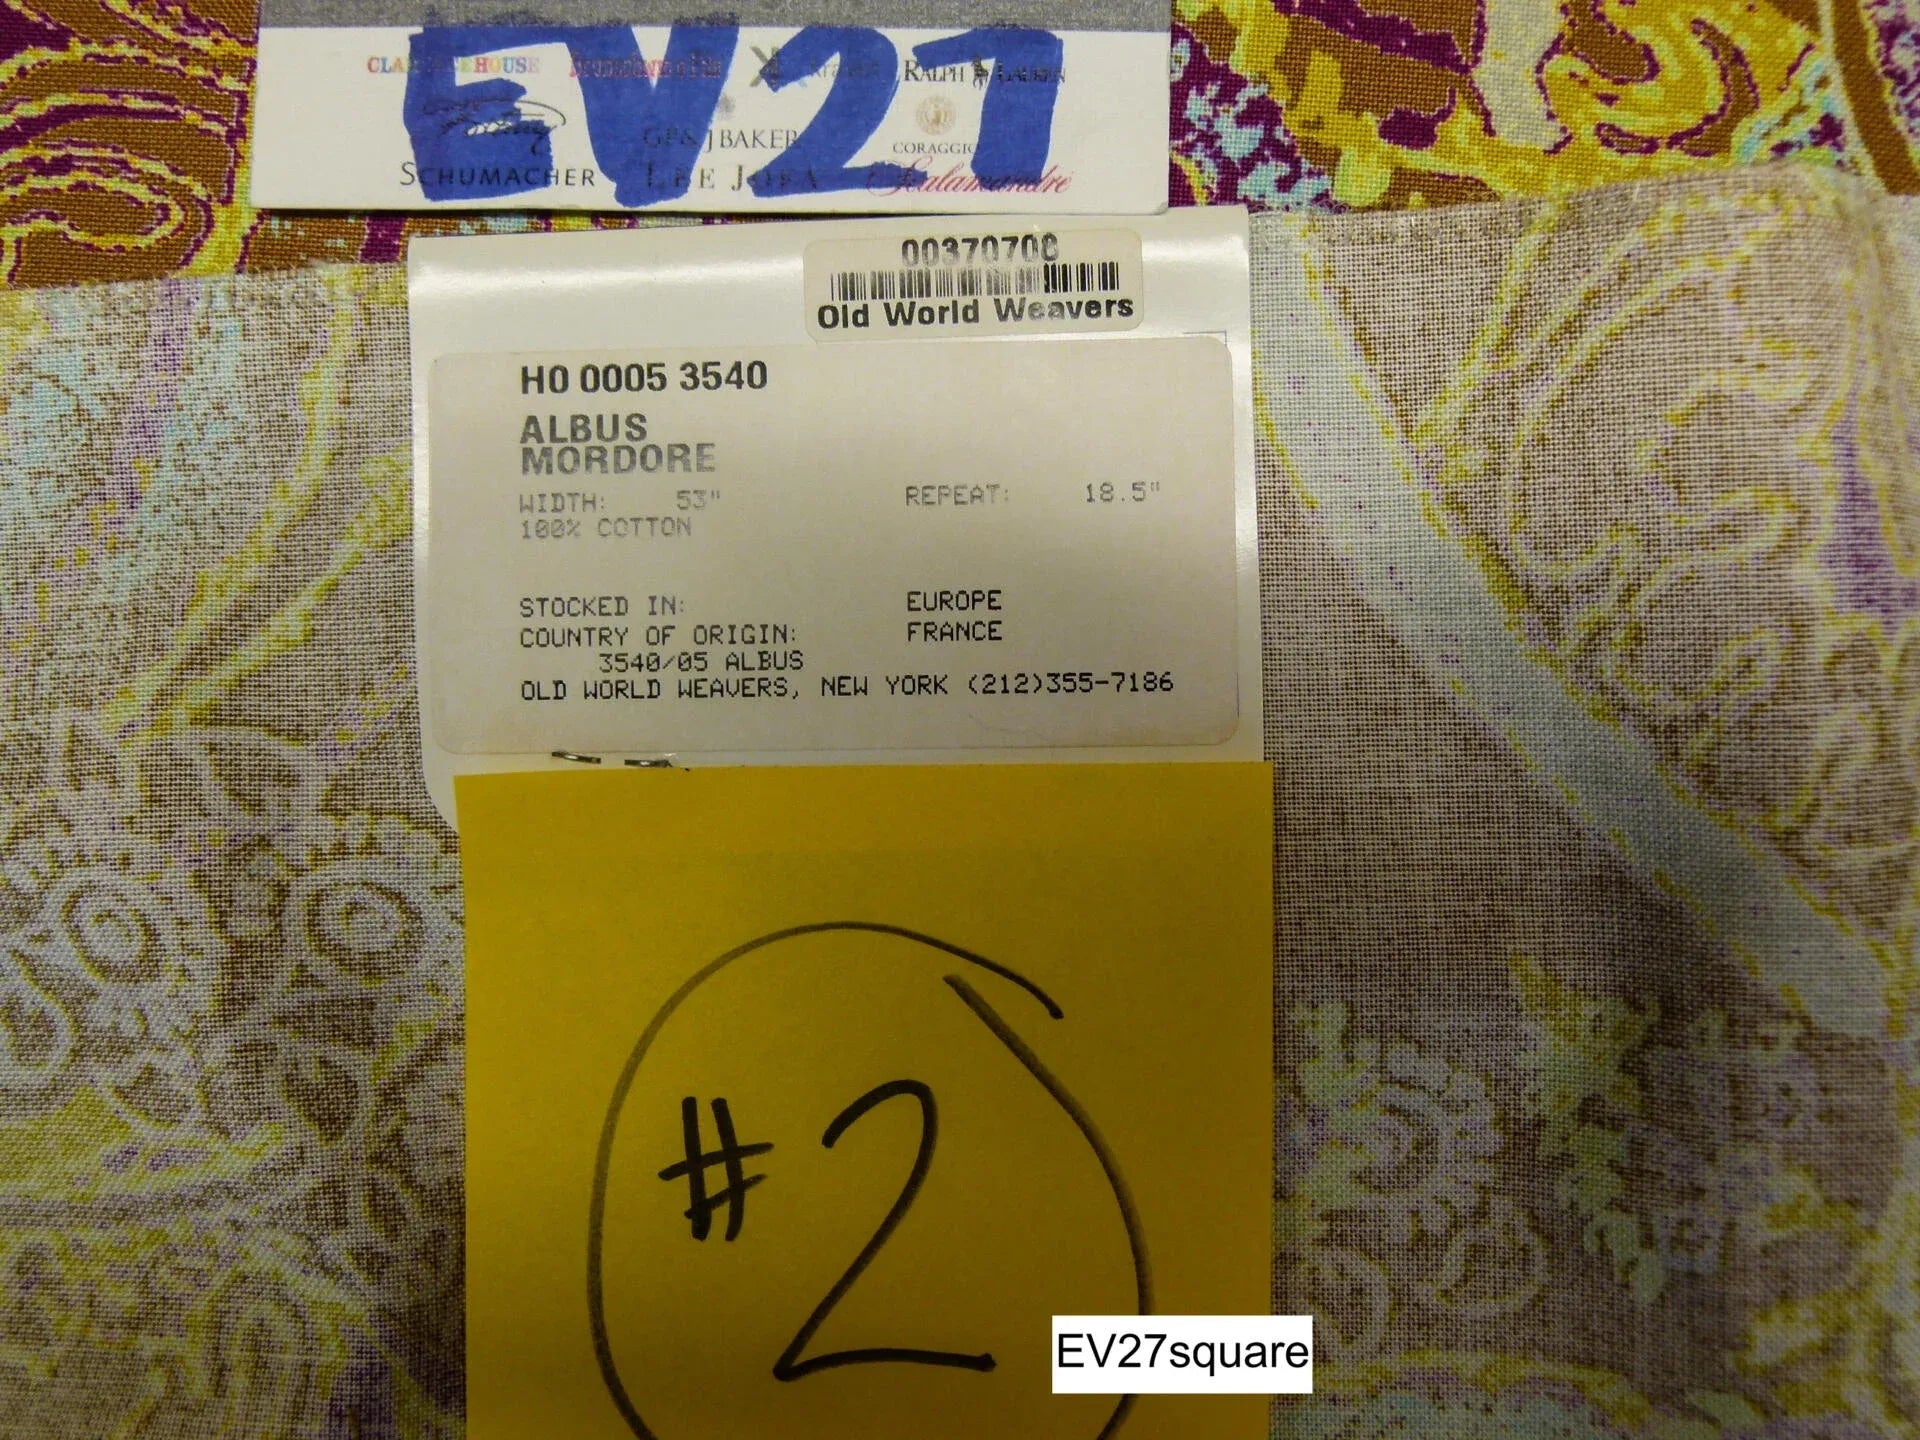 EV27
HOUSE
RALPH LAUREN
GP & J BAKER
CORAGGIO
SCHUMACHER
LEE JOFA
Scalamandré
00370708
Old World Weavers
H0 0005 3540
ALBUS
MORDORE
WIDTH: 53" REPEAT: 18.5"
100% COTTON
STOCKED IN: EUROPE
COUNTRY OF ORIGIN: FRANCE
3540/05 ALBUS
OLD WORLD WEAVERS, NEW YORK (212)355-7186
#2
EV27square